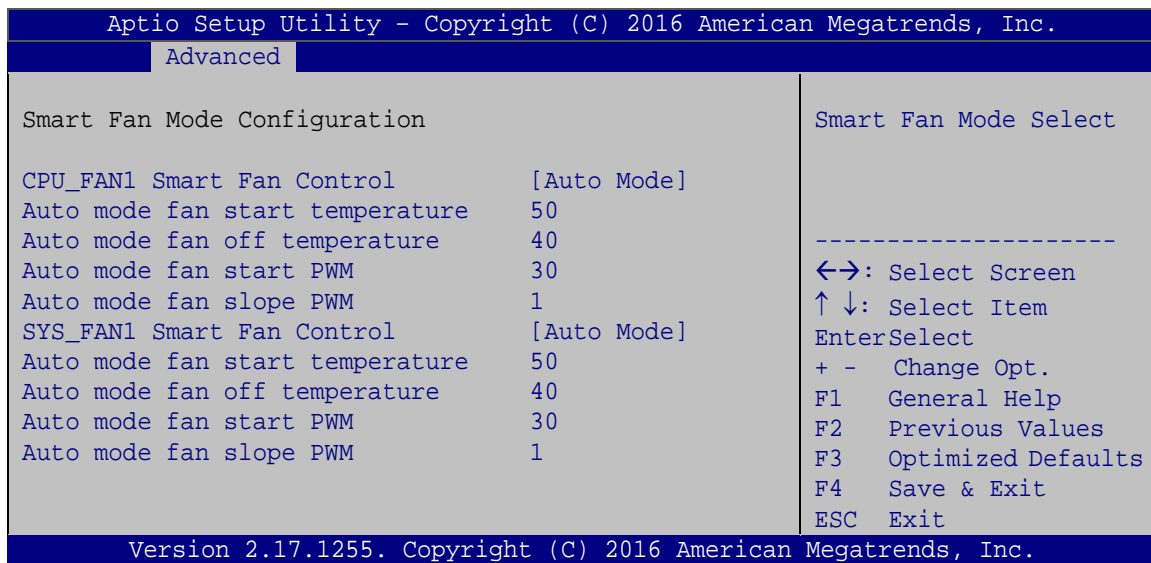 Aptio Setup Utility – Copyright (C) 2016 American Megatrends, Inc.
Advanced
Smart Fan Mode Configuration
CPU_FAN1 Smart Fan Control [Auto Mode]
Auto mode fan start temperature 50
Auto mode fan off temperature 40
Auto mode fan start PWM 30
Auto mode fan slope PWM 1
SYS_FAN1 Smart Fan Control [Auto Mode]
Auto mode fan start temperature 50
Auto mode fan off temperature 40
Auto mode fan start PWM 30
Auto mode fan slope PWM 1
Smart Fan Mode Select
---------------------
←→: Select Screen
↑ ↓: Select Item
EnterSelect
+ - Change Opt.
F1 General Help
F2 Previous Values
F3 Optimized Defaults
F4 Save & Exit
ESC Exit
Version 2.17.1255. Copyright (C) 2016 American Megatrends, Inc.